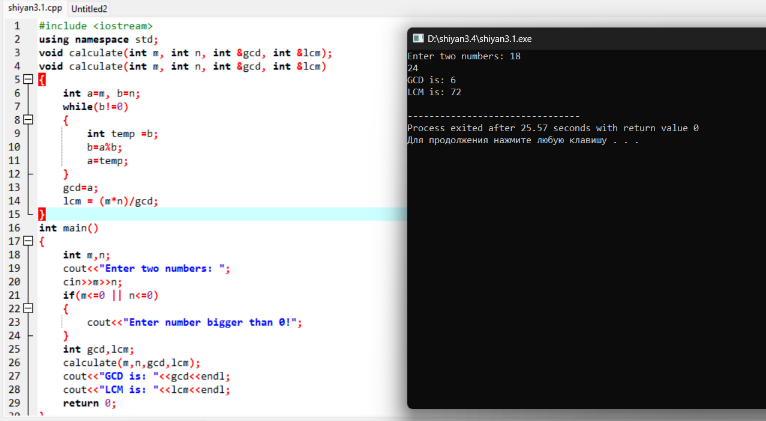 shiyan3.1.cpp Untitled2
1 #include <iostream>
2 using namespace std;
3 void calculate(int m, int n, int &gcd, int &lcm);
4 void calculate(int m, int n, int &gcd, int &lcm)
5 {
6 int a=m, b=n;
7 while(b!=0)
8 {
9 int temp =b;
10 b=a%b;
11 a=temp;
12 }
13 gcd=a;
14 lcm = (m*n)/gcd;
15 }
16 int main()
17 {
18 int m,n;
19 cout<<"Enter two numbers: ";
20 cin>>m>>n;
21 if(m<=0 || n<=0)
22 {
23 cout<<"Enter number bigger than 0!";
24 }
25 int gcd,lcm;
26 calculate(m,n,gcd,lcm);
27 cout<<"GCD is: "<<gcd<<endl;
28 cout<<"LCM is: "<<lcm<<endl;
29 return 0;
D:\shiyan3.4\shiyan3.1.exe
Enter two numbers: 18
24
GCD is: 6
LCM is: 72
--------------------------------
Process exited after 25.57 seconds with return value 0
Для продолжения нажмите любую клавишу . . .